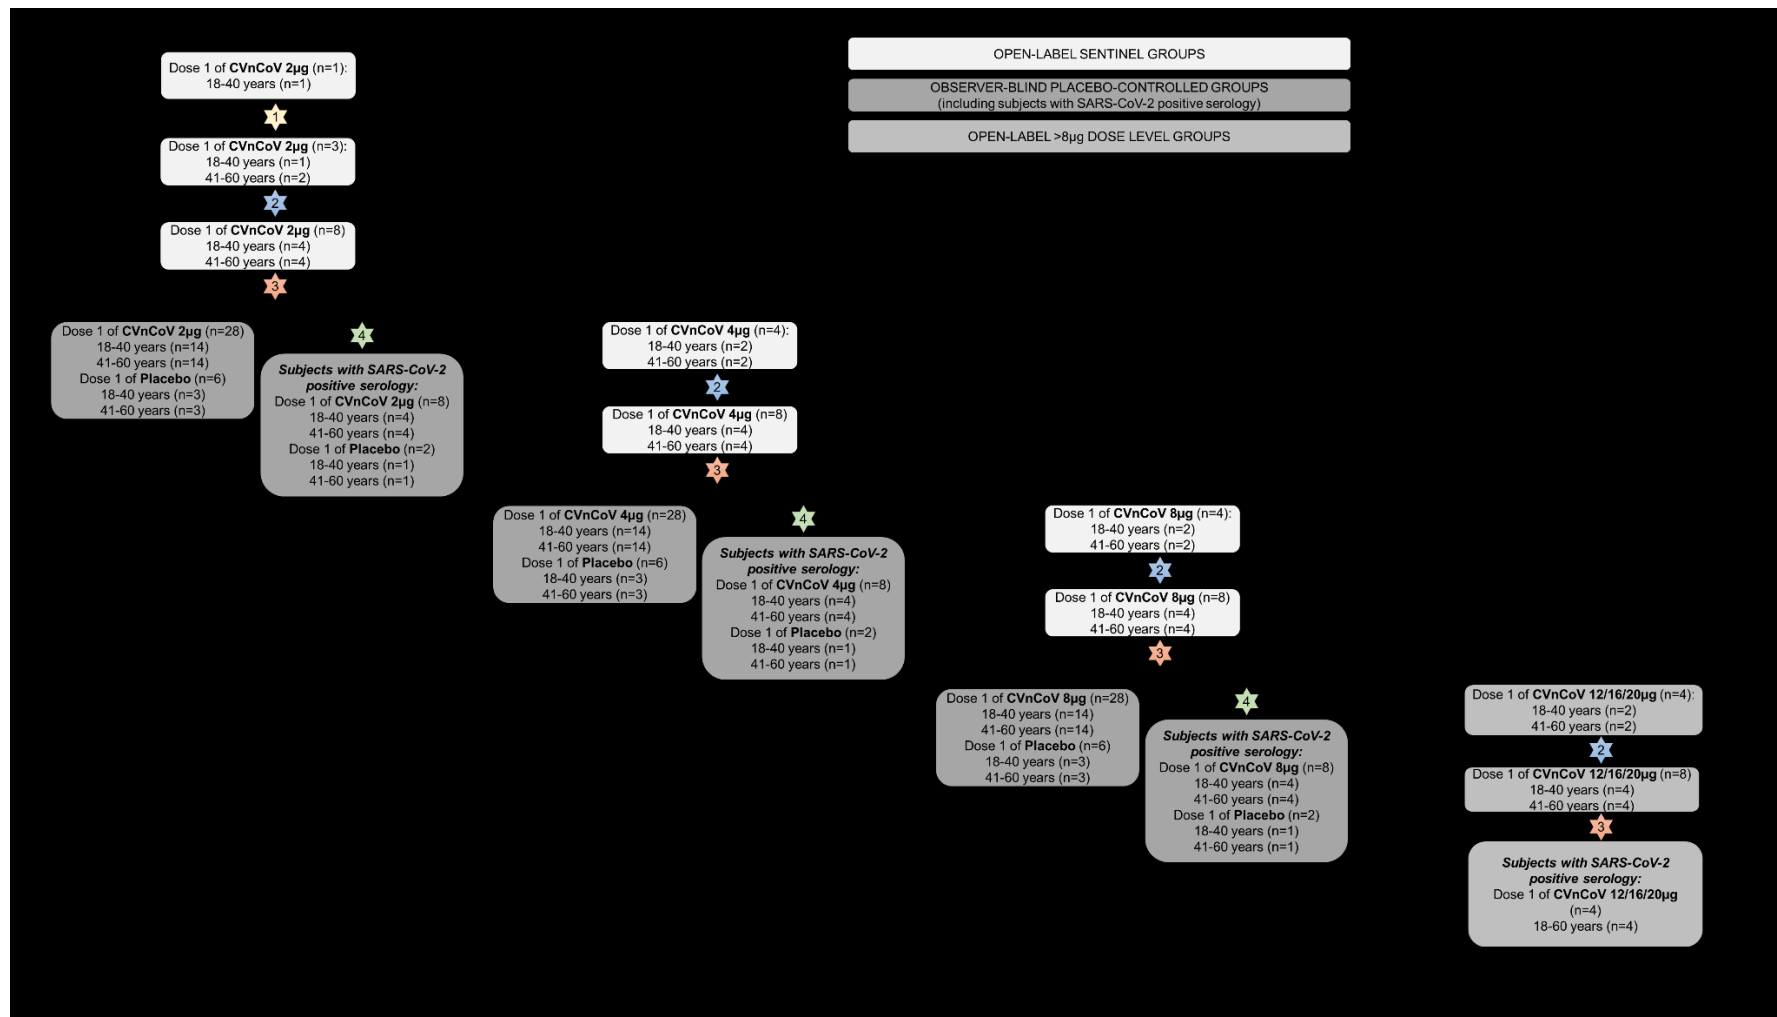 OPEN-LABEL SENTINEL GROUPS
OBSERVER-BLIND PLACEBO-CONTROLLED GROUPS
(including subjects with SARS-CoV-2 positive serology)
OPEN-LABEL >8µg DOSE LEVEL GROUPS
Dose 1 of CVnCoV 2µg (n=1):
18-40 years (n=1)
1
Dose 1 of CVnCoV 2µg (n=3):
18-40 years (n=1)
41-60 years (n=2)
2
Dose 1 of CVnCoV 2µg (n=8)
18-40 years (n=4)
41-60 years (n=4)
3
Dose 1 of CVnCoV 2µg (n=28)
18-40 years (n=14)
41-60 years (n=14)
Dose 1 of Placebo (n=6)
18-40 years (n=3)
41-60 years (n=3)
4
Subjects with SARS-CoV-2
positive serology:
Dose 1 of CVnCoV 2µg (n=8)
18-40 years (n=4)
41-60 years (n=4)
Dose 1 of Placebo (n=2)
18-40 years (n=1)
41-60 years (n=1)
Dose 1 of CVnCoV 4µg (n=4):
18-40 years (n=2)
41-60 years (n=2)
2
Dose 1 of CVnCoV 4µg (n=8)
18-40 years (n=4)
41-60 years (n=4)
3
Dose 1 of CVnCoV 4µg (n=28)
18-40 years (n=14)
41-60 years (n=14)
Dose 1 of Placebo (n=6)
18-40 years (n=3)
41-60 years (n=3)
4
Subjects with SARS-CoV-2
positive serology:
Dose 1 of CVnCoV 4µg (n=8)
18-40 years (n=4)
41-60 years (n=4)
Dose 1 of Placebo (n=2)
18-40 years (n=1)
41-60 years (n=1)
Dose 1 of CVnCoV 8µg (n=4):
18-40 years (n=2)
41-60 years (n=2)
2
Dose 1 of CVnCoV 8µg (n=8)
18-40 years (n=4)
41-60 years (n=4)
3
Dose 1 of CVnCoV 8µg (n=28)
18-40 years (n=14)
41-60 years (n=14)
Dose 1 of Placebo (n=6)
18-40 years (n=3)
41-60 years (n=3)
4
Subjects with SARS-CoV-2
positive serology:
Dose 1 of CVnCoV 8µg (n=8)
18-40 years (n=4)
41-60 years (n=4)
Dose 1 of Placebo (n=2)
18-40 years (n=1)
41-60 years (n=1)
Dose 1 of CVnCoV 12/16/20µg (n=4):
18-40 years (n=2)
41-60 years (n=2)
2
Dose 1 of CVnCoV 12/16/20µg (n=8)
18-40 years (n=4)
41-60 years (n=4)
3
Subjects with SARS-CoV-2
positive serology:
Dose 1 of CVnCoV 12/16/20µg
(n=4)
18-60 years (n=4)